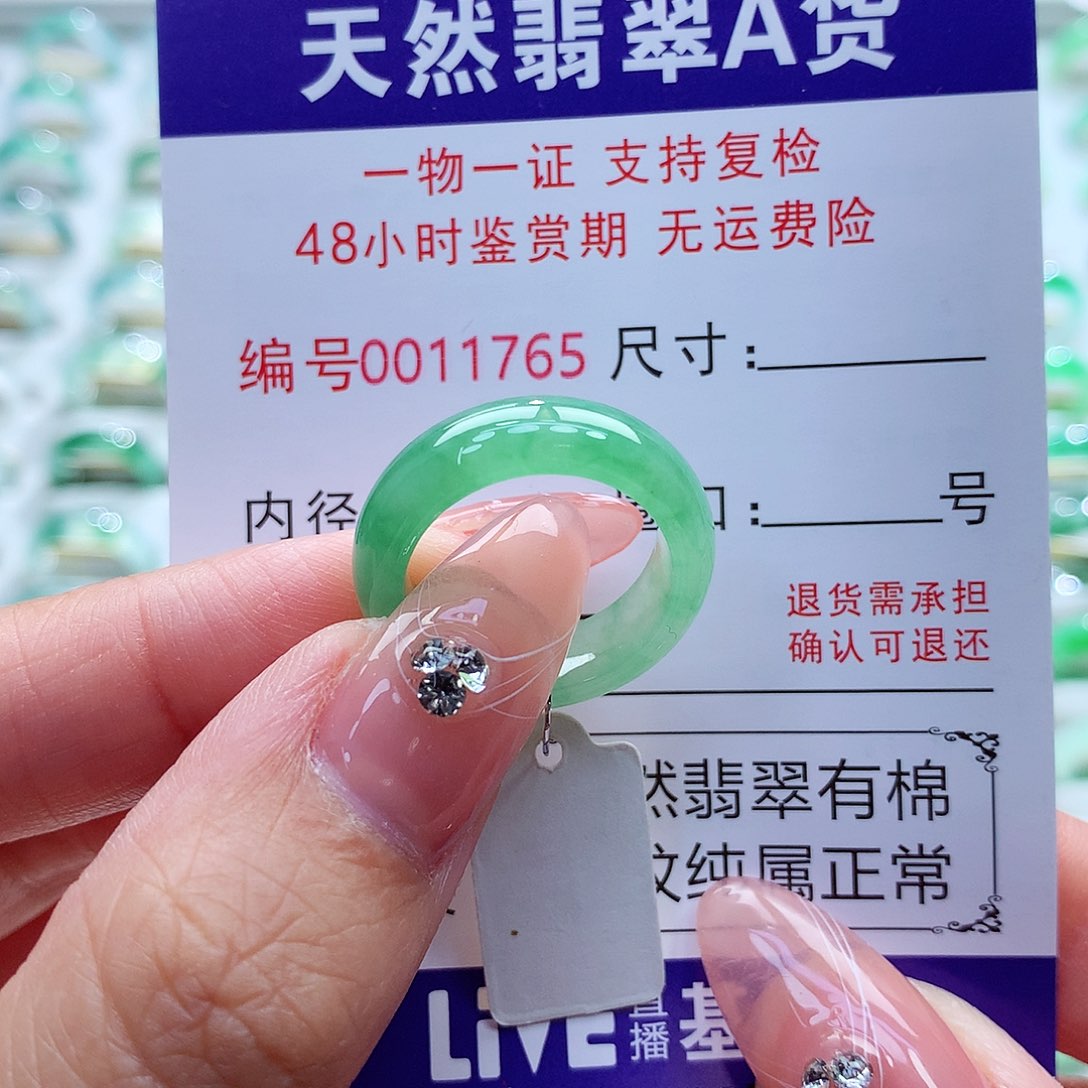 天然翡翠A货
一物一证 支持复检
48小时鉴赏期 无运费险
编号0011765 尺寸:
内径 口: 号
退货需承担
确认可退还
然翡翠有棉
纹纯属正常
LIVE 直播 基